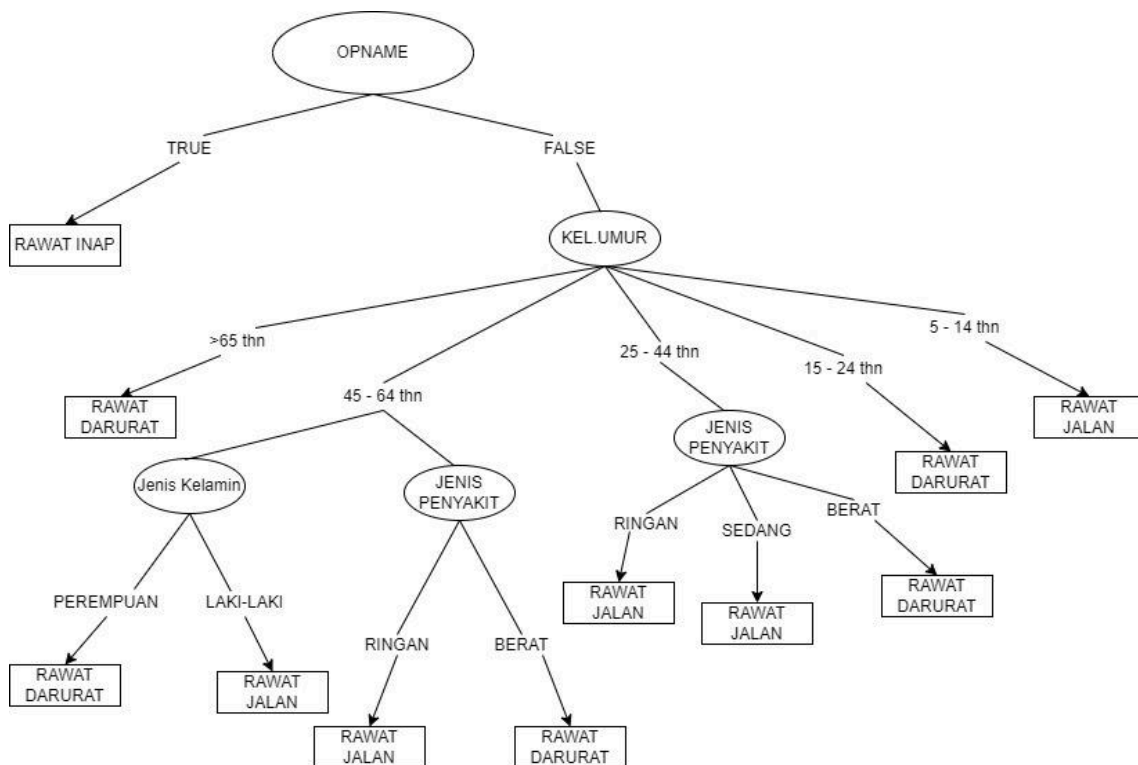 OPNAME
TRUE
FALSE
RAWAT INAP
KEL.UMUR
>65 thn
45 - 64 thn
25 - 44 thn
15 - 24 thn
5 - 14 thn
RAWAT
DARURAT
RAWAT
JALAN
JENIS
PENYAKIT
RAWAT
DARURAT
Jenis Kelamin
JENIS
PENYAKIT
RINGAN
SEDANG
BERAT
RAWAT
JALAN
RAWAT
JALAN
RAWAT
DARURAT
PEREMPUAN
LAKI-LAKI
RINGAN
BERAT
RAWAT
DARURAT
RAWAT
JALAN
RAWAT
JALAN
RAWAT
DARURAT